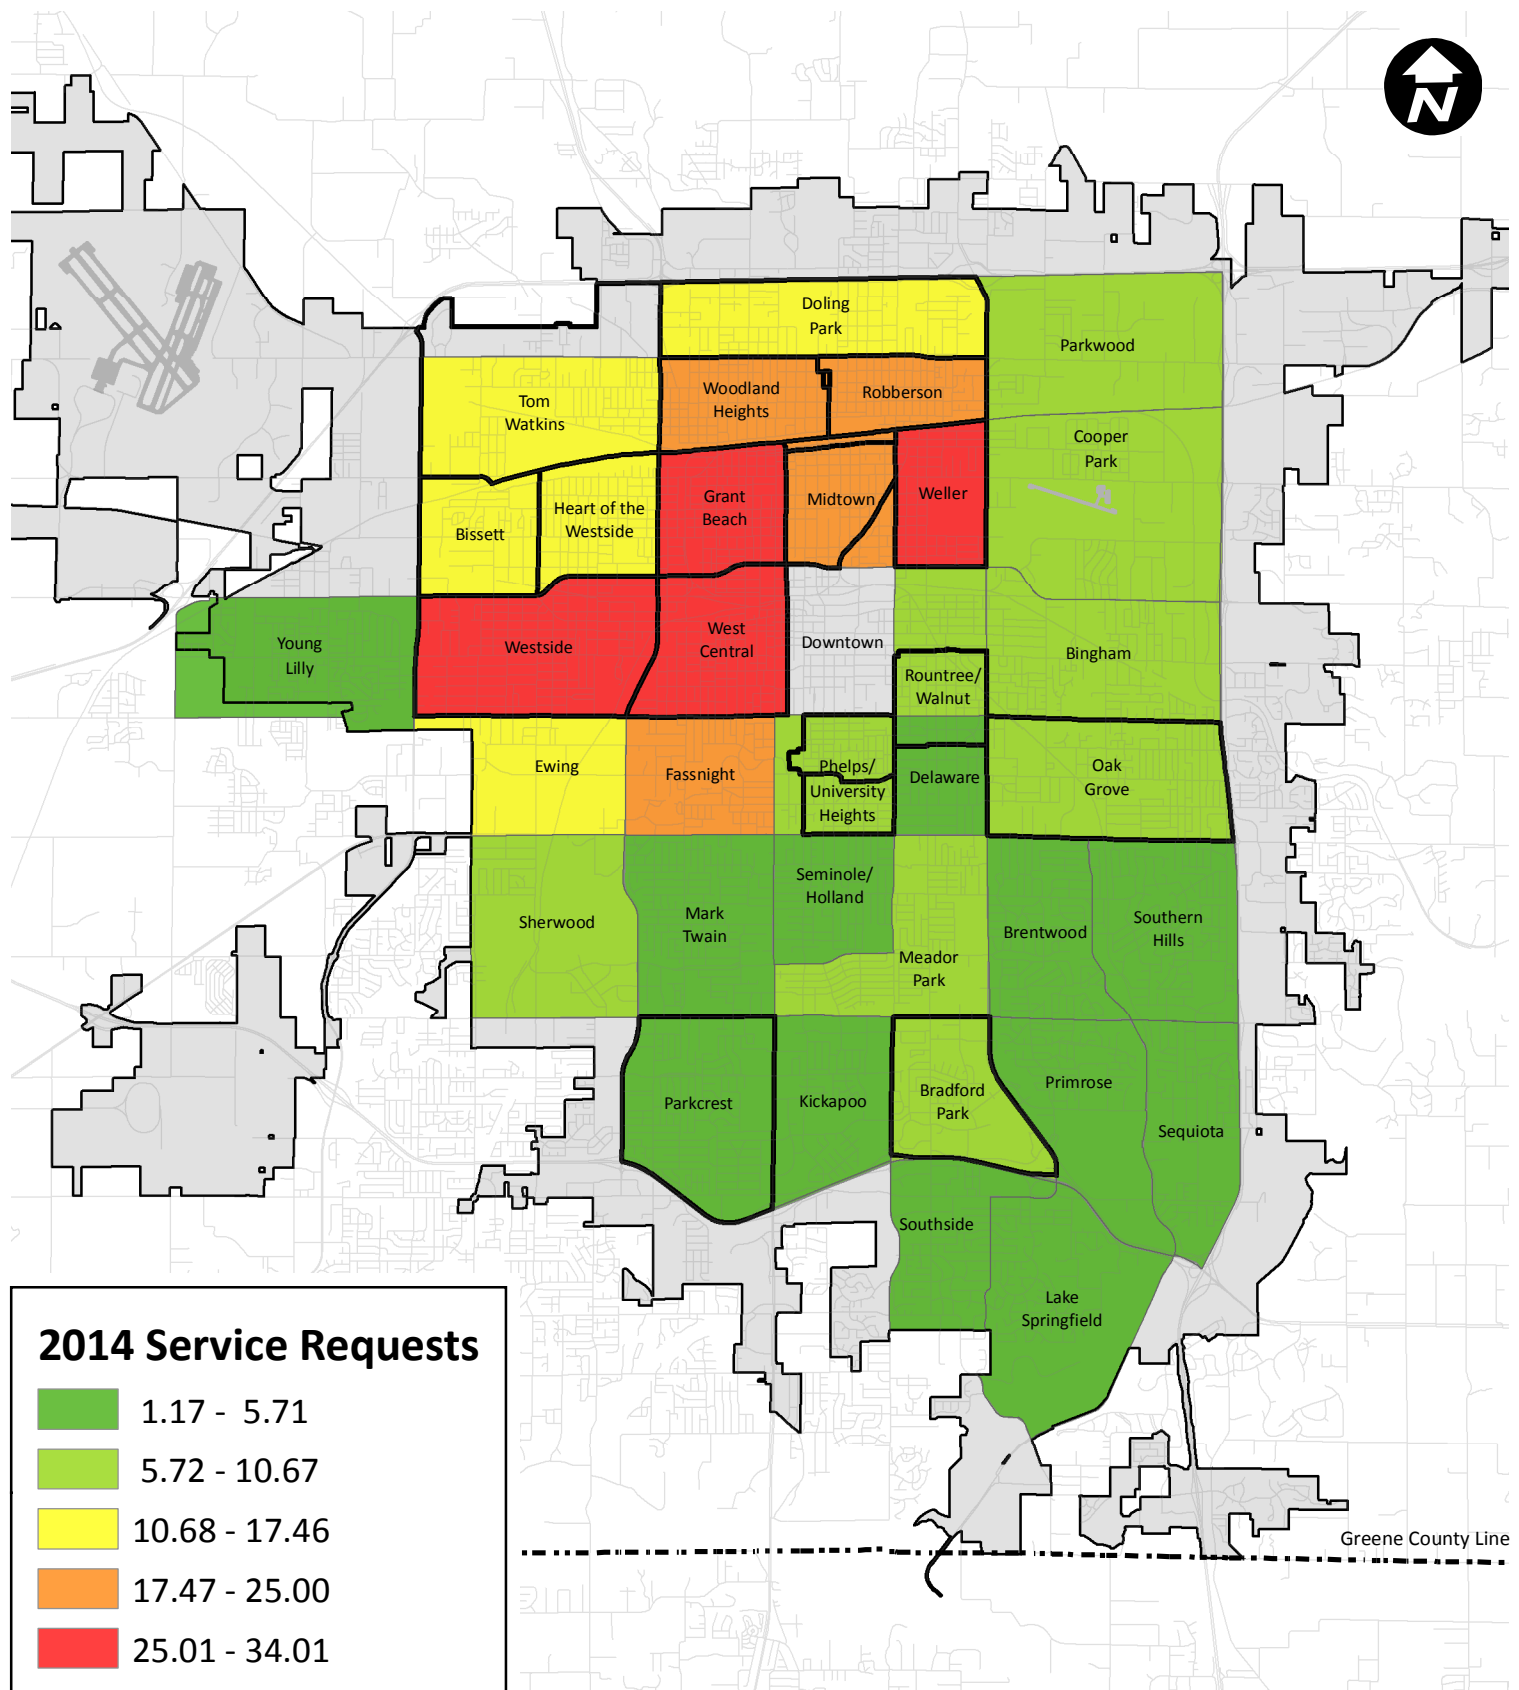 N
Doling
Park
Parkwood
Woodland
Heights
Robberson
Tom
Watkins
Cooper
Park
Grant
Beach
Midtown
Weller
Heart of the
Westside
Bissett
Young
Lilly
Westside
West
Central
Downtown
Bingham
Rountree/
Walnut
Ewing
Fassnight
Phelps/
University
Heights
Delaware
Oak
Grove
Seminole/
Holland
Sherwood
Mark
Twain
Meador
Park
Brentwood
Southern
Hills
Parkcrest
Kickapoo
Bradford
Park
Primrose
Sequiota
Southside
Lake
Springfield
2014 Service Requests
1.17 - 5.71
5.72 - 10.67
10.68 - 17.46
17.47 - 25.00
25.01 - 34.01
Greene County Line